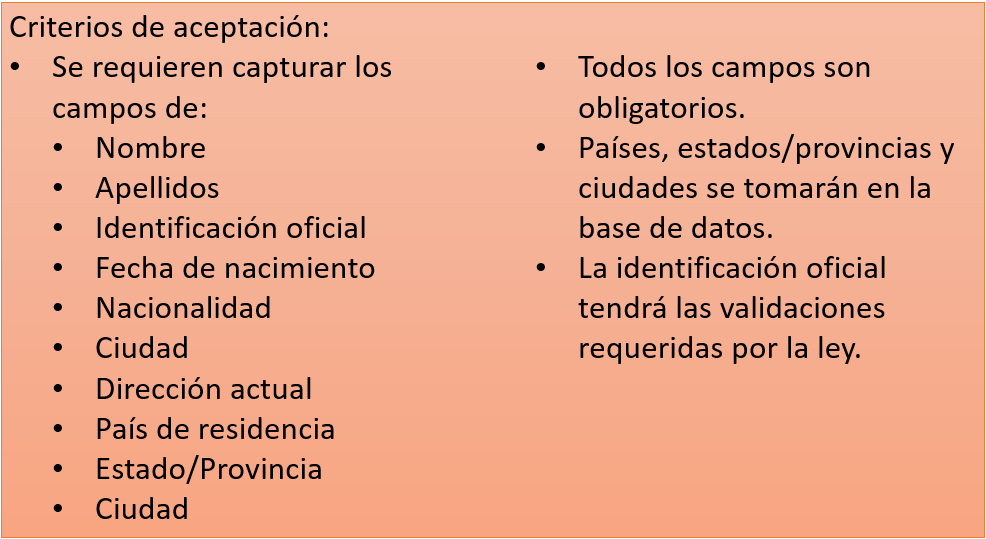 Criterios de aceptación:
• Se requieren capturar los
campos de:
• Nombre
• Apellidos
• Identificación oficial
• Fecha de nacimiento
• Nacionalidad
• Ciudad
• Dirección actual
• País de residencia
• Estado/Provincia
• Ciudad
• Todos los campos son
obligatorios.
• Países, estados/provincias y
ciudades se tomarán en la
base de datos.
• La identificación oficial
tendrá las validaciones
requeridas por la ley.